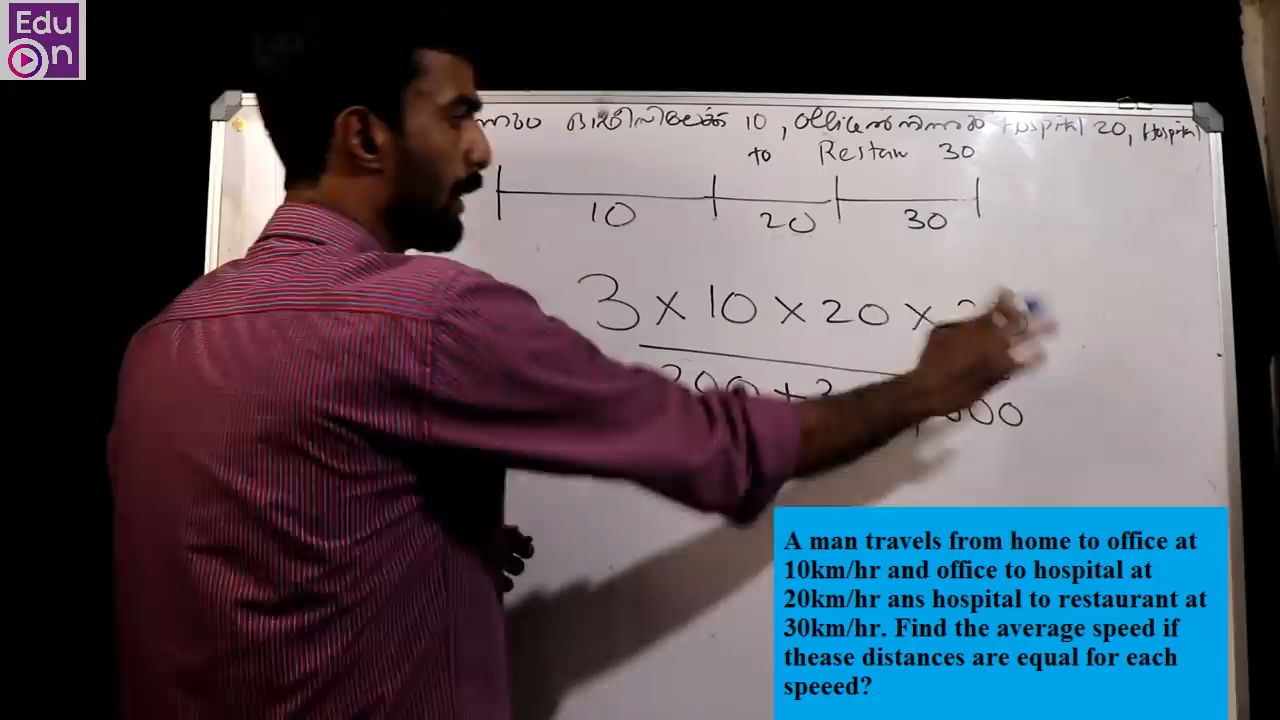 Edu
On
10, ഓഫീസിൽ നിന്നും Hospital 20, Hospital
to Restau 30
10 20 30
3 × 10 × 20 ×
200 +
A man travels from home to office at
10km/hr and office to hospital at
20km/hr ans hospital to restaurant at
30km/hr. Find the average speed if
thease distances are equal for each
speeed?